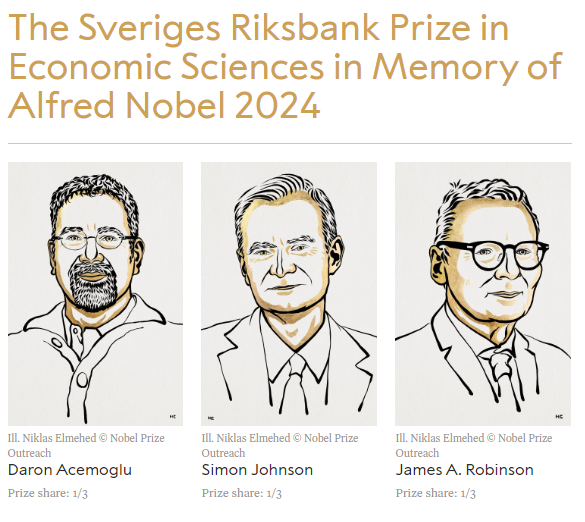 The Sveriges Riksbank Prize in
Economic Sciences in Memory of
Alfred Nobel 2024
Ill. Niklas Elmehed © Nobel Prize
Outreach
Daron Acemoglu
Prize share: 1/3
Ill. Niklas Elmehed © Nobel Prize
Outreach
Simon Johnson
Prize share: 1/3
Ill. Niklas Elmehed © Nobel Prize
Outreach
James A. Robinson
Prize share: 1/3